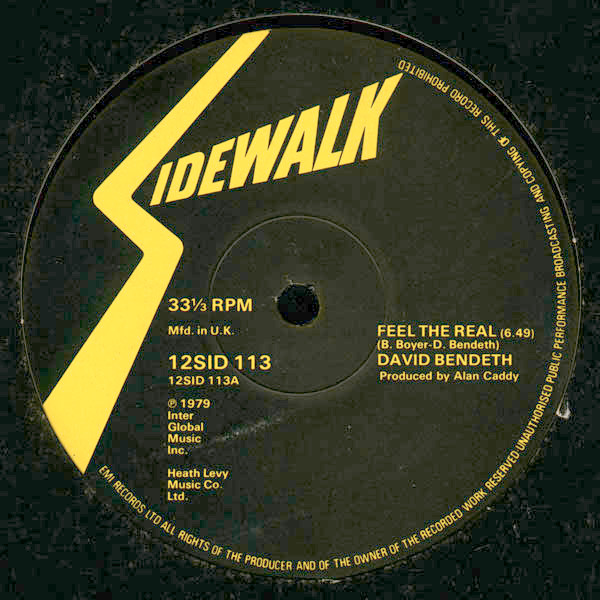 SIDEWALK
33⅓ RPM
Mfd. in U.K.
12SID 113
12SID 113A
℗ 1979
Inter
Global
Music
Inc.
Heath Levy
Music Co.
Ltd.
FEEL THE REAL (6.49)
(B. Boyer-D. Bendeth)
DAVID BENDETH
Produced by Alan Caddy
EMI RECORDS LTD ALL RIGHTS OF THE PRODUCER AND OF THE OWNER OF THE RECORDED WORK RESERVED UNAUTHORISED PUBLIC PERFORMANCE BROADCASTING AND COPYING OF THIS RECORD PROHIBITED